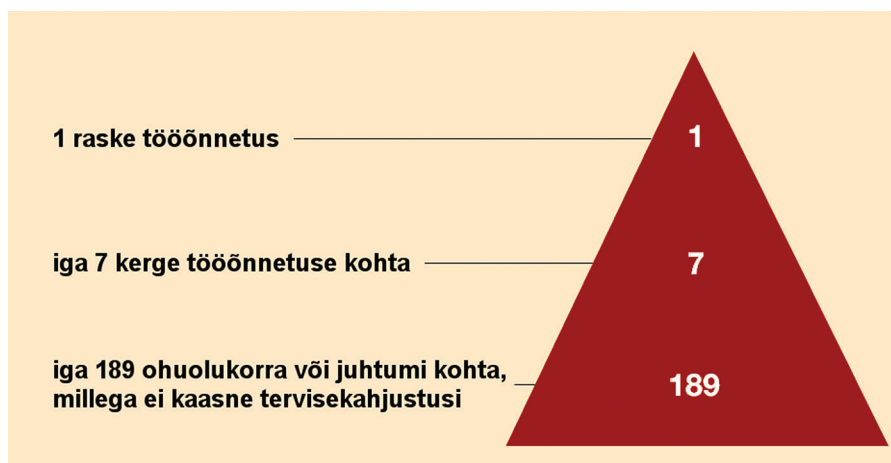 1 raske tööõnnetus
1
iga 7 kerge tööõnnetuse kohta
7
iga 189 ohuolukorra või juhtumi kohta,
millega ei kaasne tervisekahjustusi
189